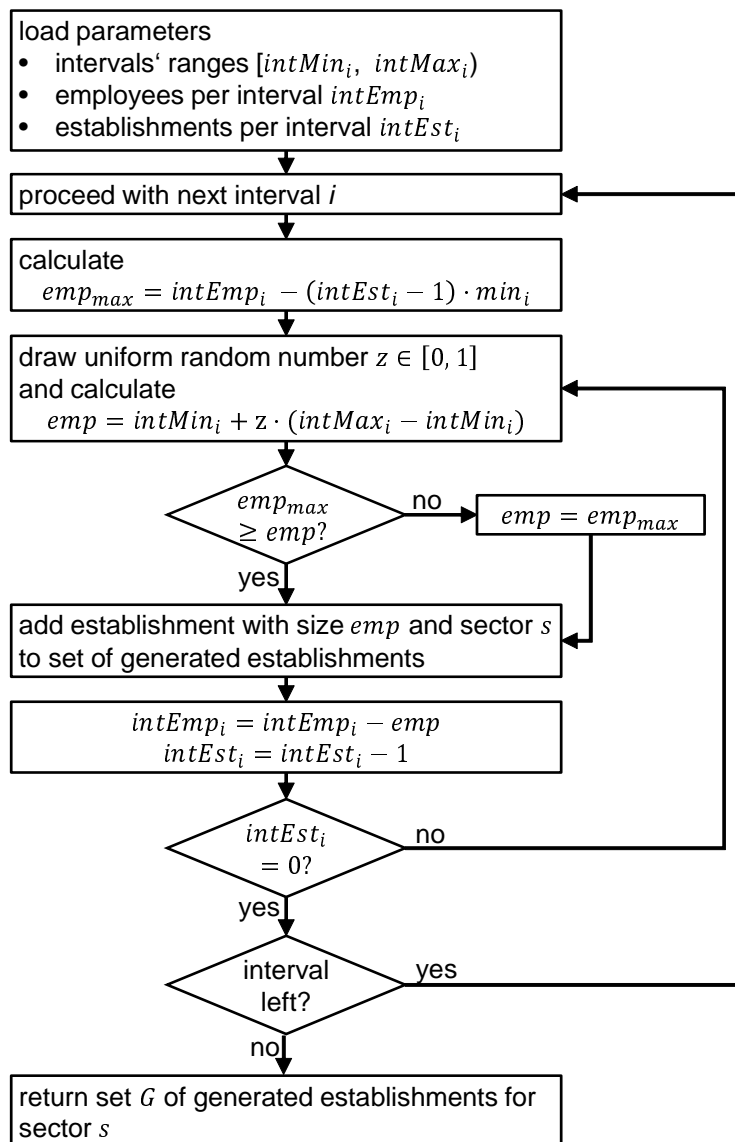 load parameters
• intervals‘ ranges [intMin_i, intMax_i)
• employees per interval intEmp_i
• establishments per interval intEst_i
proceed with next interval i
calculate
emp_max = intEmp_i − (intEst_i − 1) · min_i
draw uniform random number z ∈ [0, 1]
and calculate
emp = intMin_i + z · (intMax_i − intMin_i)
emp_max
≥ emp?
no
emp = emp_max
yes
add establishment with size emp and sector s
to set of generated establishments
intEmp_i = intEmp_i − emp
intEst_i = intEst_i − 1
intEst_i
= 0?
no
yes
interval
left?
yes
no
return set G of generated establishments for
sector s